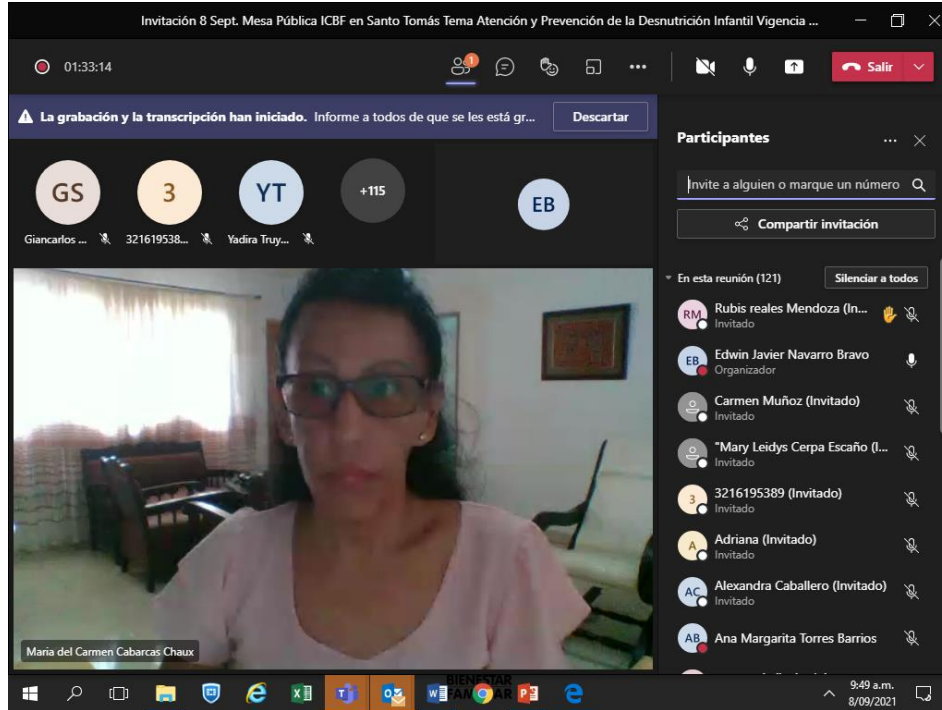 Invitación 8 Sept. Mesa Pública ICBF en Santo Tomás Tema Atención y Prevención de la Desnutrición Infantil Vigencia ...
01:33:14
1
Salir
La grabación y la transcripción han iniciado. Informe a todos de que se les está gr...
Descartar
GS
3
YT
+115
EB
Giancarlos ...
321619538...
Yadira Truy...
Maria del Carmen Cabarcas Chaux
Participantes
Invite a alguien o marque un número
Compartir invitación
En esta reunión (121)
Silenciar a todos
RM
Rubis reales Mendoza (In...
Invitado
EB
Edwin Javier Navarro Bravo
Organizador
Carmen Muñoz (Invitado)
Invitado
"Mary Leidys Cerpa Escaño (I...
Invitado
3
3216195389 (Invitado)
Invitado
A
Adriana (Invitado)
Invitado
AC
Alexandra Caballero (Invitado)
Invitado
AB
Ana Margarita Torres Barrios
BIENESTAR
FAMILIAR
9:49 a.m.
8/09/2021